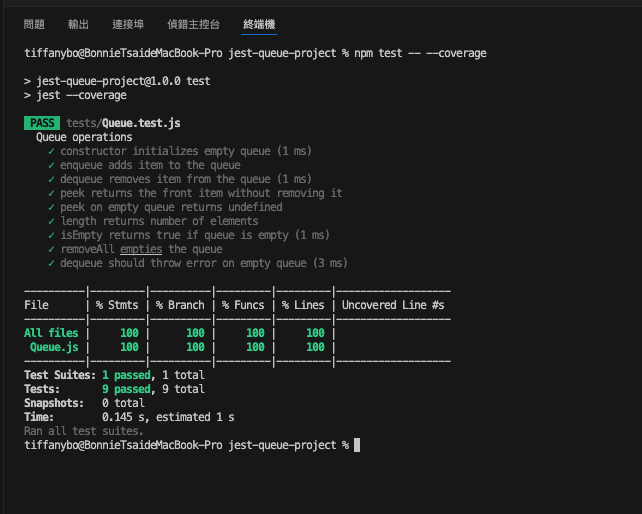 問題 輸出 連接埠 偵錯主控台 終端機
tiffanybo@BonnieTsaideMacBook-Pro jest-queue-project % npm test -- --coverage
> jest-queue-project@1.0.0 test
> jest --coverage
PASS tests/Queue.test.js
Queue operations
✓ constructor initializes empty queue (1 ms)
✓ enqueue adds item to the queue
✓ dequeue removes item from the queue (1 ms)
✓ peek returns the front item without removing it
✓ peek on empty queue returns undefined
✓ length returns number of elements
✓ isEmpty returns true if queue is empty (1 ms)
✓ removeAll empties the queue
✓ dequeue should throw error on empty queue (3 ms)
----------|---------|----------|---------|---------|-------------------
File | % Stmts | % Branch | % Funcs | % Lines | Uncovered Line #s
----------|---------|----------|---------|---------|-------------------
All files | 100 | 100 | 100 | 100 |
Queue.js | 100 | 100 | 100 | 100 |
----------|---------|----------|---------|---------|-------------------
Test Suites: 1 passed, 1 total
Tests: 9 passed, 9 total
Snapshots: 0 total
Time: 0.145 s, estimated 1 s
Ran all test suites.
tiffanybo@BonnieTsaideMacBook-Pro jest-queue-project %